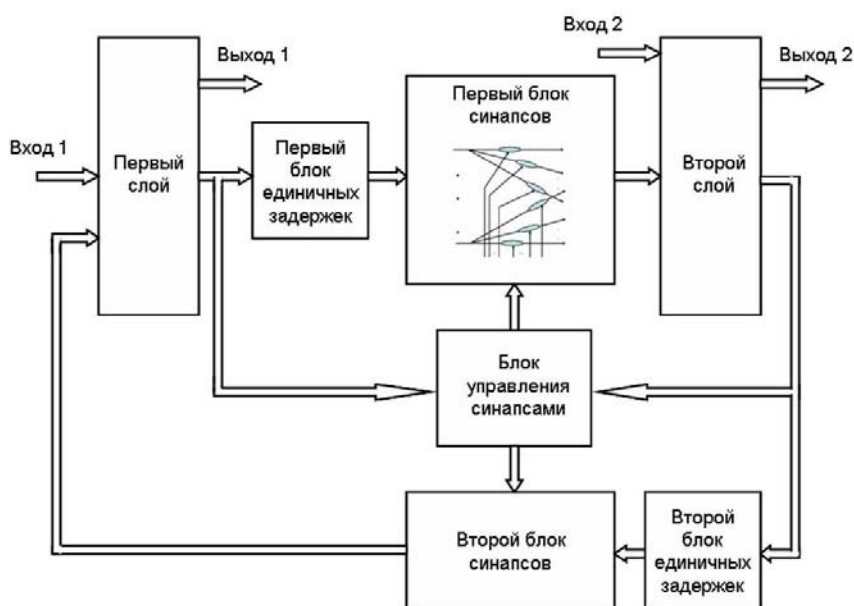 Вход 2
Выход 1
Выход 2
Первый блок
синапсов
Вход 1
Первый
слой
Первый
блок
единичных
задержек
Второй
слой
Блок
управления
синапсами
Второй блок
синапсов
Второй
блок
единичных
задержек